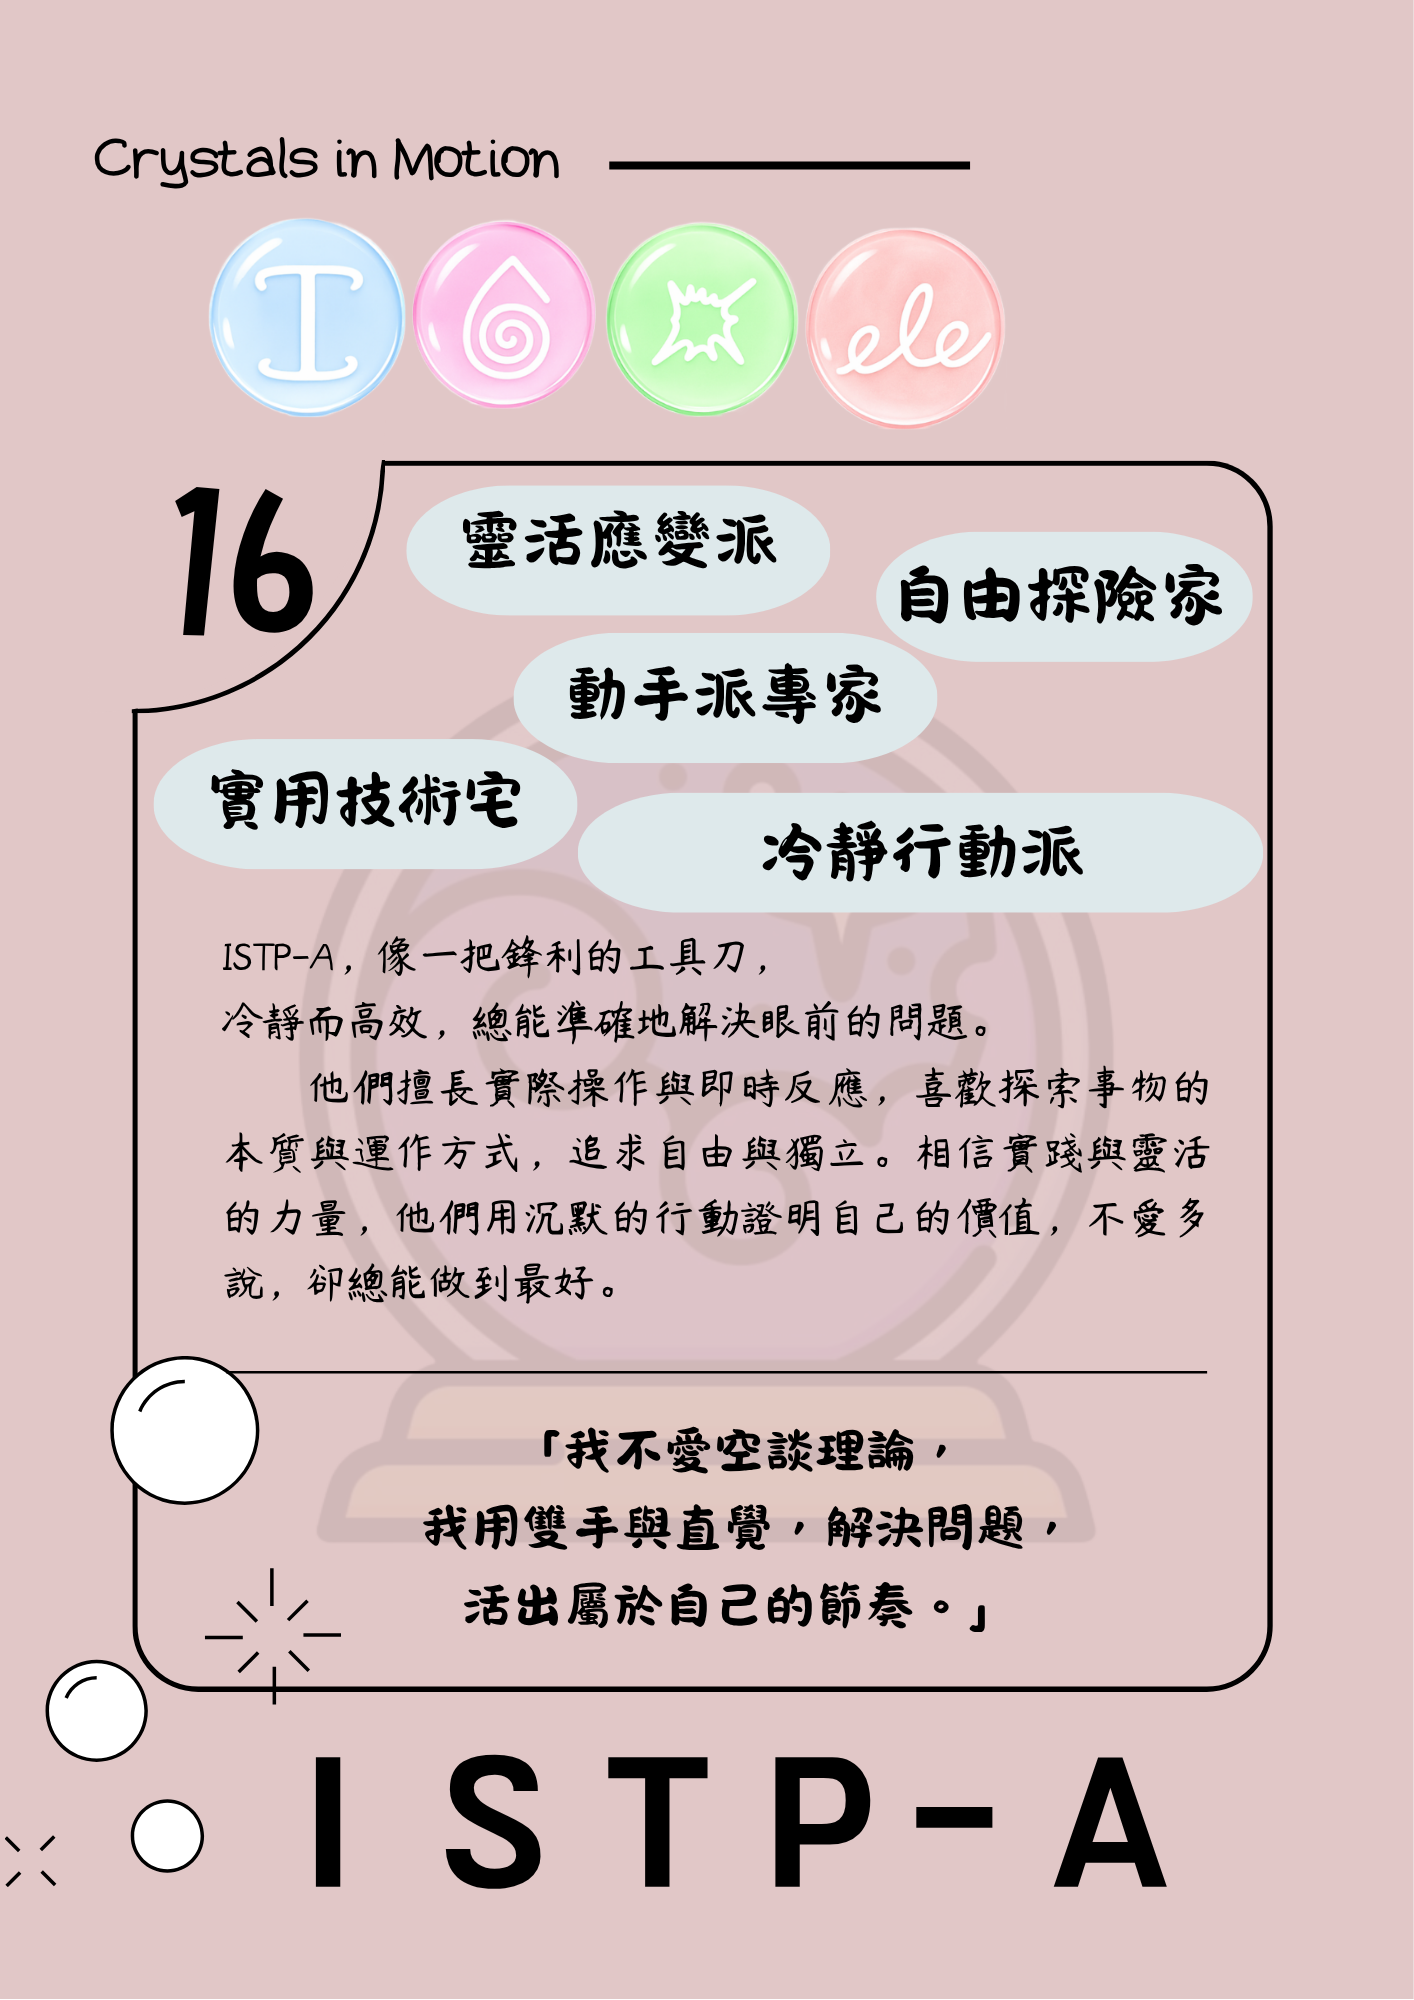 Crystals in Motion
I
ele
16
靈活應變派
自由探險家
動手派專家
實用技術宅
冷靜行動派
ISTP-A，像一把鋒利的工具刀，
冷靜而高效，總能準確地解決眼前的問題。
他們擅長實際操作與即時反應，喜歡探索事物的
本質與運作方式，追求自由與獨立。相信實踐與靈活
的力量，他們用沉默的行動證明自己的價值，不愛多
說，卻總能做到最好。
「我不愛空談理論，
我用雙手與直覺，解決問題，
活出屬於自己的節奏。」
ISTP-A